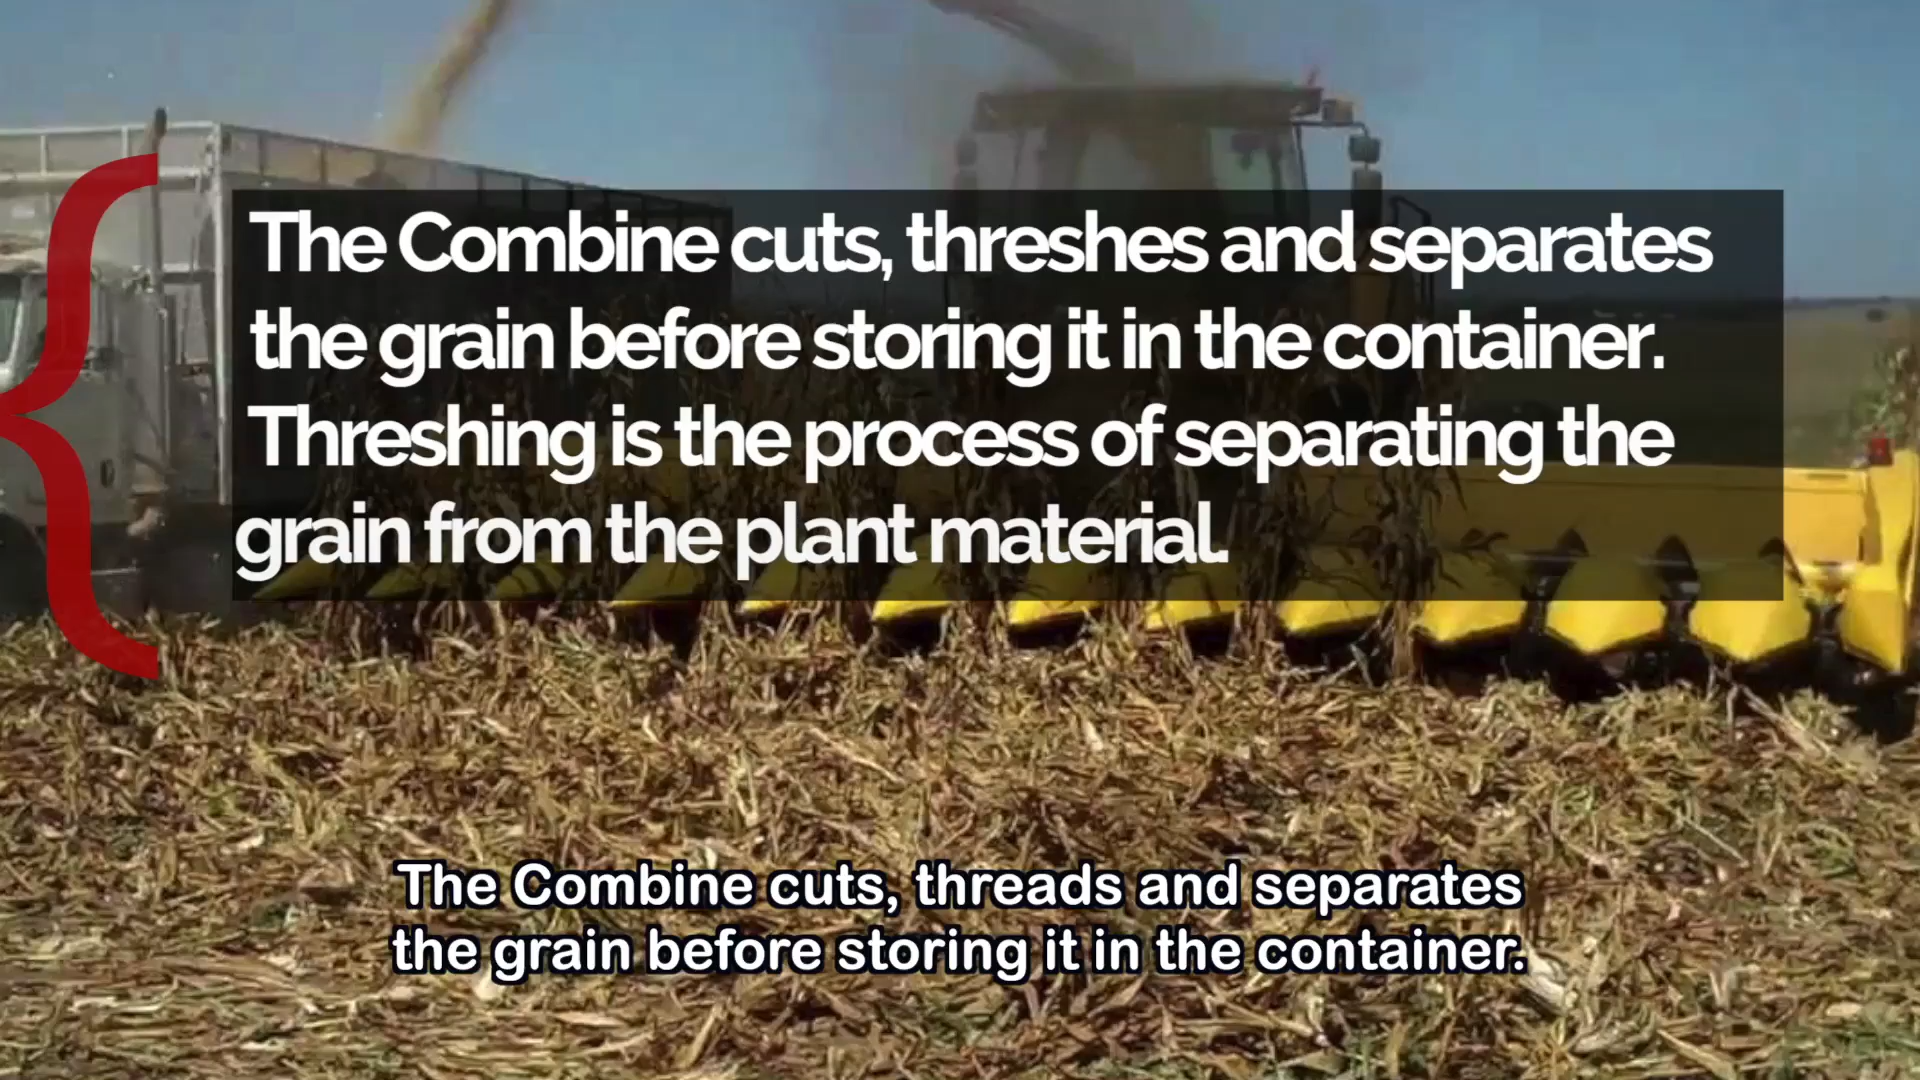 The Combine cuts, threshes and separates
the grain before storing it in the container.
Threshing is the process of separating the
grain from the plant material.
The Combine cuts, threads and separates
the grain before storing it in the container.